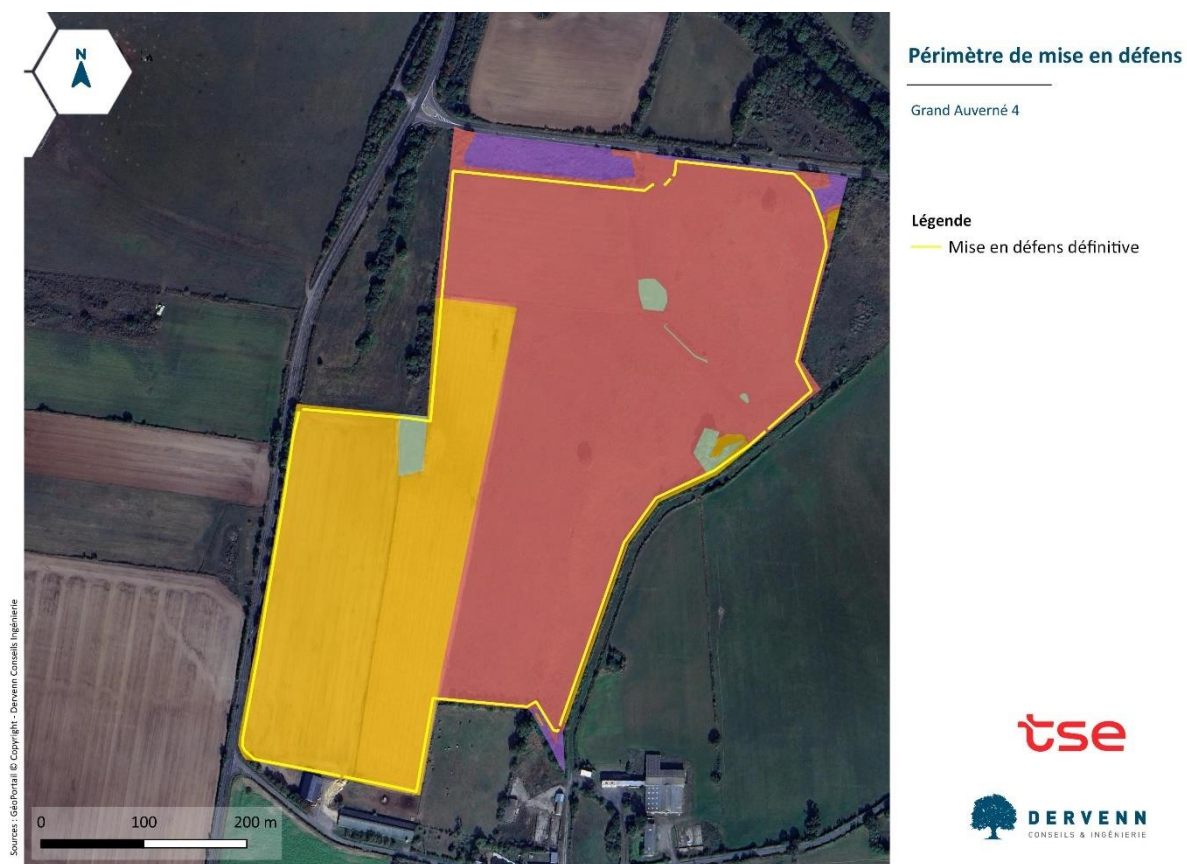 N
Périmètre de mise en défens
Grand Auverné 4
Légende
Mise en défens définitive
Sources : GéoPortail © Copyright - Dervenn Conseils Ingénierie
0 100 200 m
tse
DERVENN
CONSEILS & INGÉNIERIE